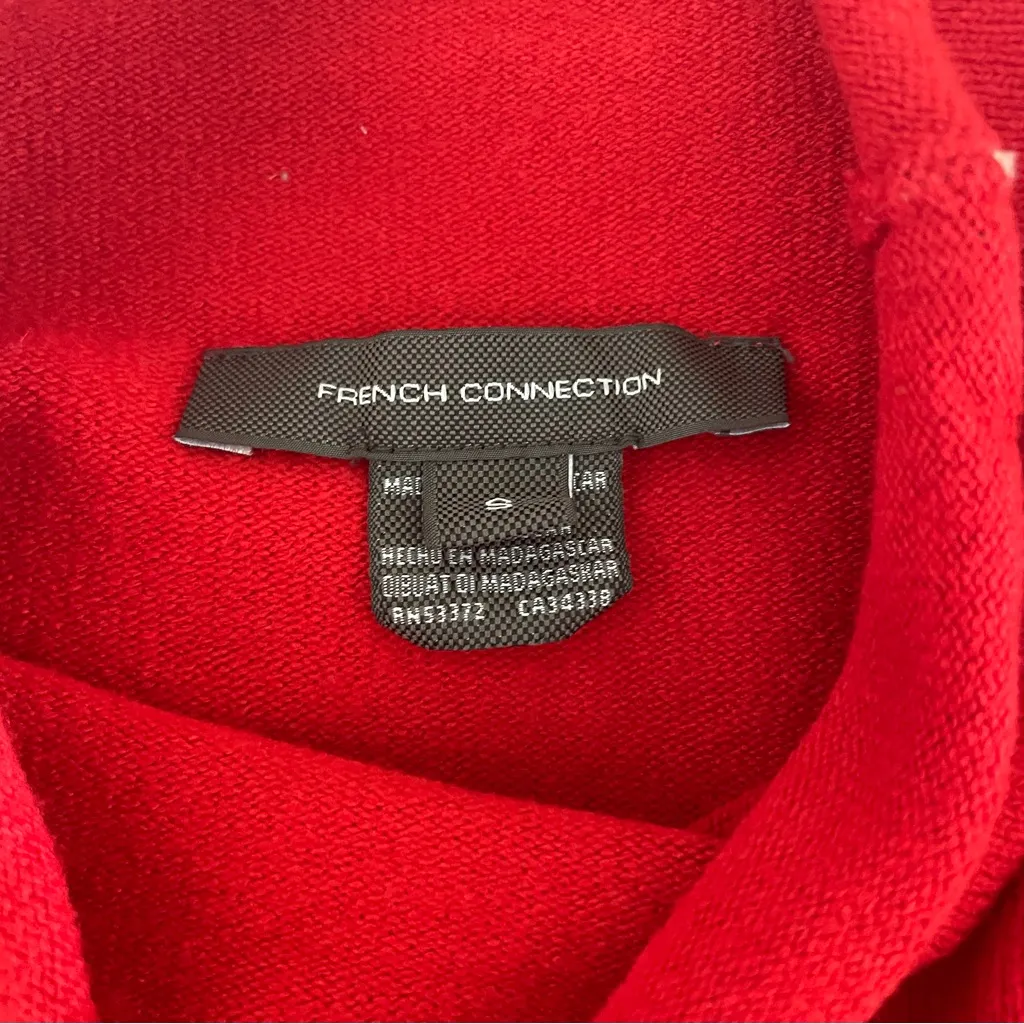 FRENCH CONNECTION
HECHO EN MADAGASCAR
DIBUAT DI MADAGASKAR
RN53372 CA34338